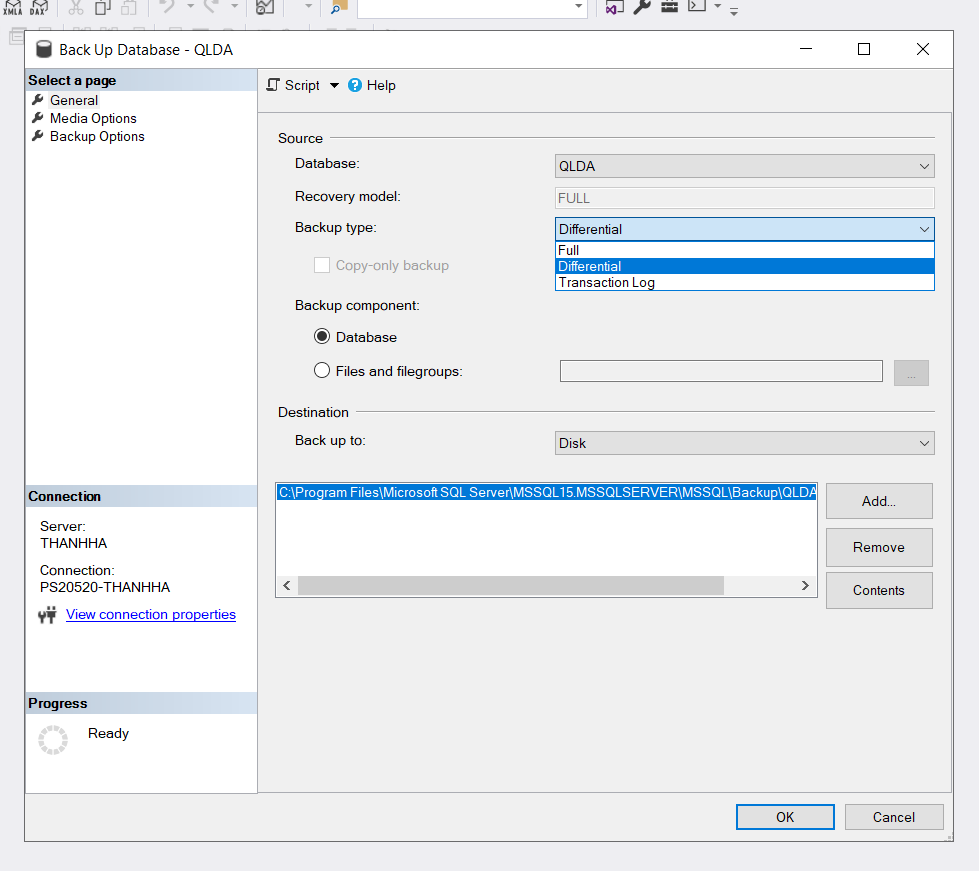 XMLA DAX
Back Up Database - QLDA
Select a page
General
Media Options
Backup Options
Script
Help
Source
Database:
QLDA
Recovery model:
FULL
Backup type:
Differential
Full
Differential
Transaction Log
Copy-only backup
Backup component:
Database
Files and filegroups:
...
Destination
Back up to:
Disk
C:\Program Files\Microsoft SQL Server\MSSQL15.MSSQLSERVER\MSSQL\Backup\QLDA
Add...
Remove
Contents
Connection
Server:
THANHHA
Connection:
PS20520-THANHHA
View connection properties
Progress
Ready
OK
Cancel